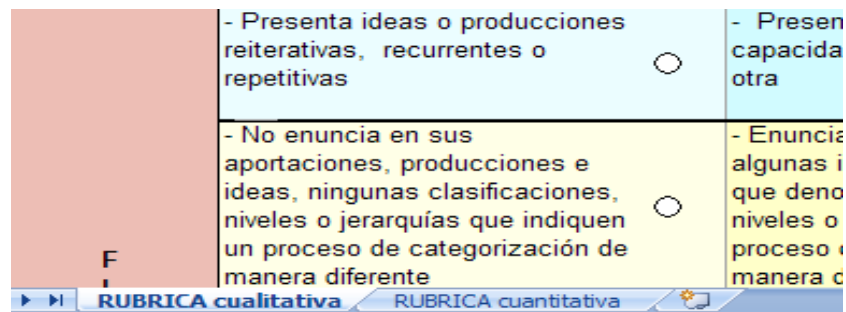 - Presenta ideas o producciones
reiterativas, recurrentes o
repetitivas
- Presen
capacida
otra
- No enuncia en sus
aportaciones, producciones e
ideas, ningunas clasificaciones,
niveles o jerarquías que indiquen
un proceso de categorización de
manera diferente
- Enuncia
algunas i
que deno
niveles o
proceso
manera d
F
RUBRICA cualitativa
RUBRICA cuantitativa